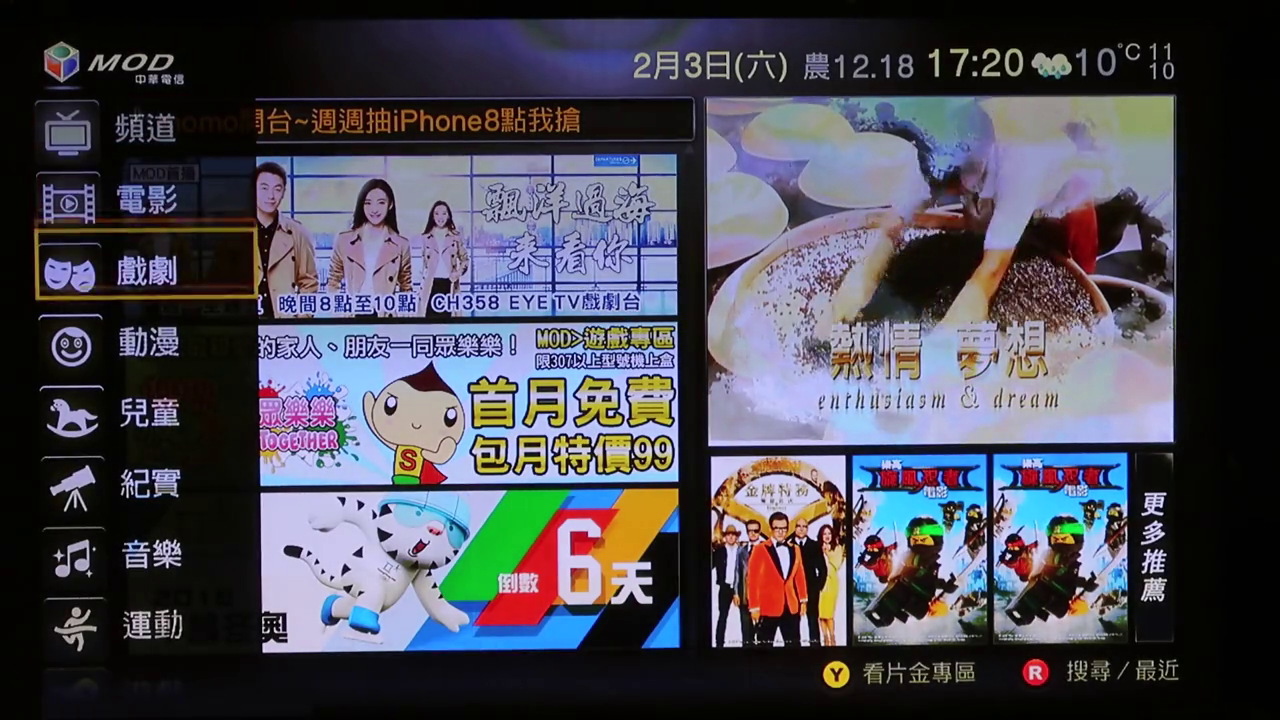 MOD
中華電信
2月3日(六) 農12.18 17:20 10°C 11
10
頻道
電影
戲劇
動漫
兒童
紀實
音樂
運動
開台~週週抽iPhone8點我搶
MOD首播
飄洋過海
來看你
晚間8點至10點 CH358 EYE TV戲劇台
的家人、朋友一同眾樂樂!
MOD>遊戲專區
限307以上型號機上盒
眾樂樂
TOGETHER
首月免費
包月特價99
S
倒數 6天
熱情 夢想
enthusiasm & dream
金牌特務
旋風忍者
電影
旋風忍者
電影
更多推薦
Y 看片金專區
R 搜尋/最近